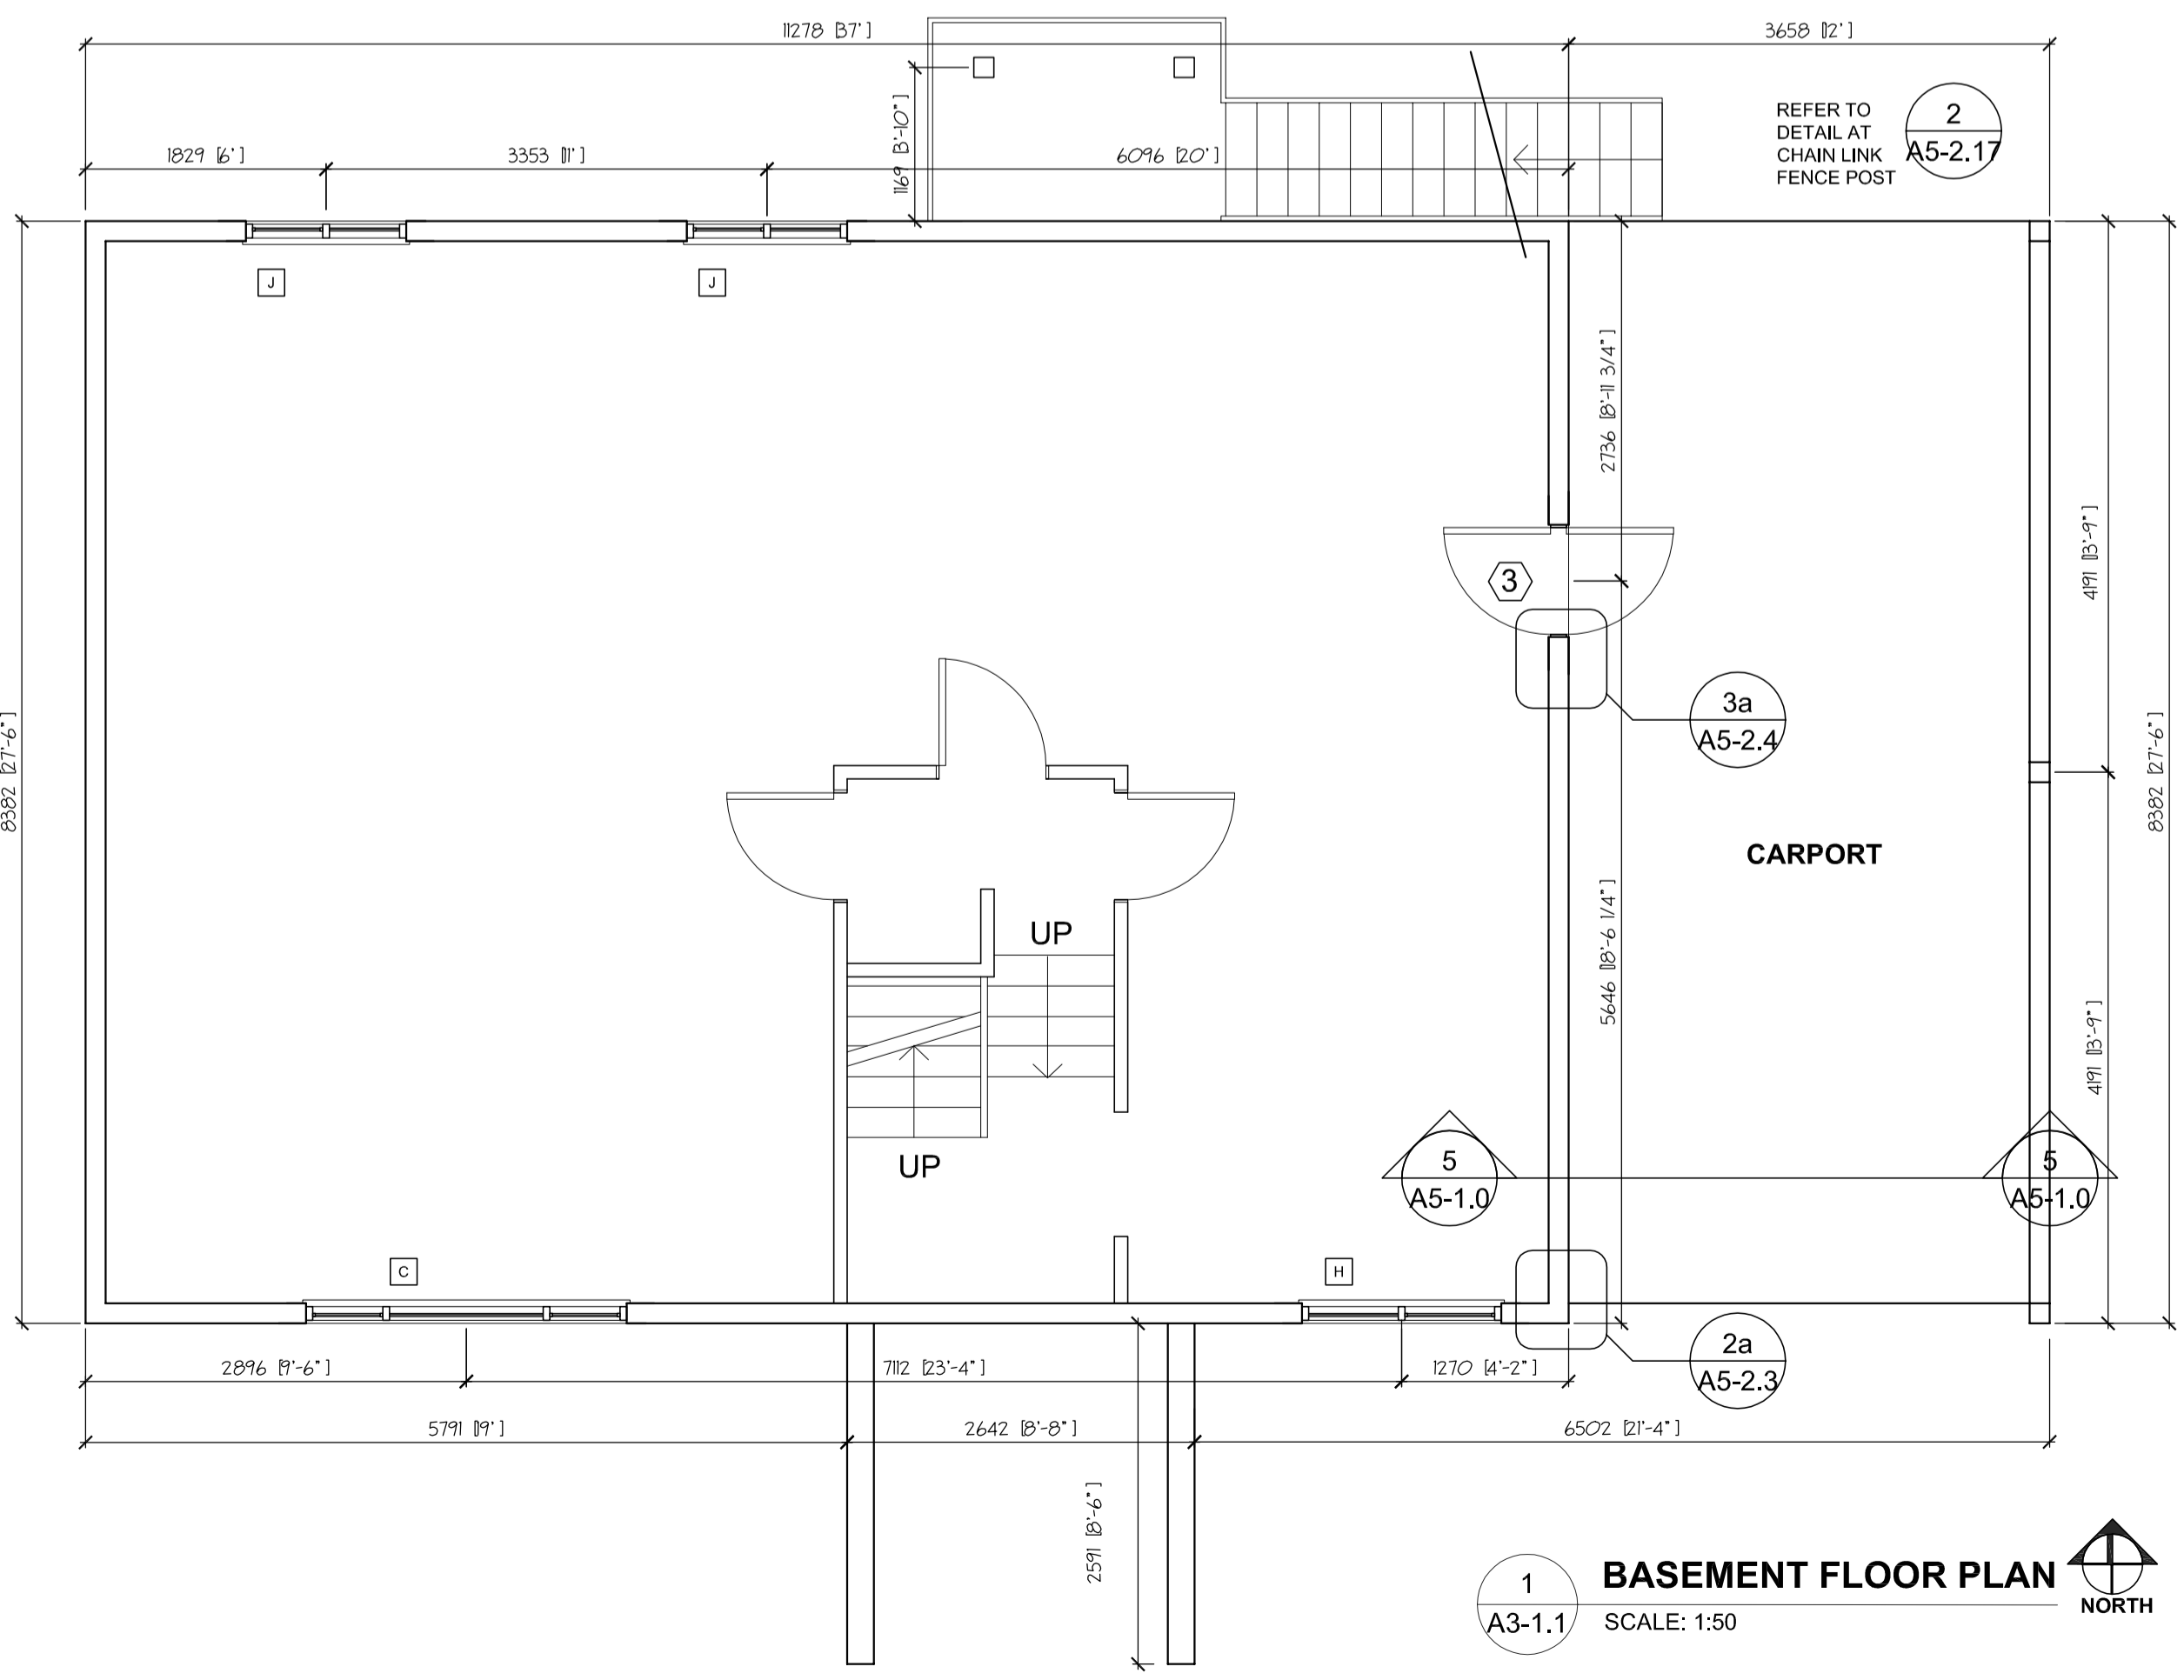 11278 [37']
3658 [12']
REFER TO
DETAIL AT
CHAIN LINK
FENCE POST
2
A5-2.17
1829 [6']
3353 [11']
1169 [3'-10"]
6096 [20']
J
J
2736 [8'-11 3/4"]
4191 [13'-9"]
3
3a
A5-2.4
8382 [27'-6"]
8382 [27'-6"]
CARPORT
UP
5646 [18'-6 1/4"]
4191 [13'-9"]
UP
5
A5-1.0
5
A5-1.0
C
H
2a
A5-2.3
2896 [9'-6"]
7112 [23'-4"]
1270 [4'-2"]
5791 [19']
2642 [8'-8"]
6502 [21'-4"]
2591 [8'-6"]
1
A3-1.1
BASEMENT FLOOR PLAN
SCALE: 1:50
NORTH